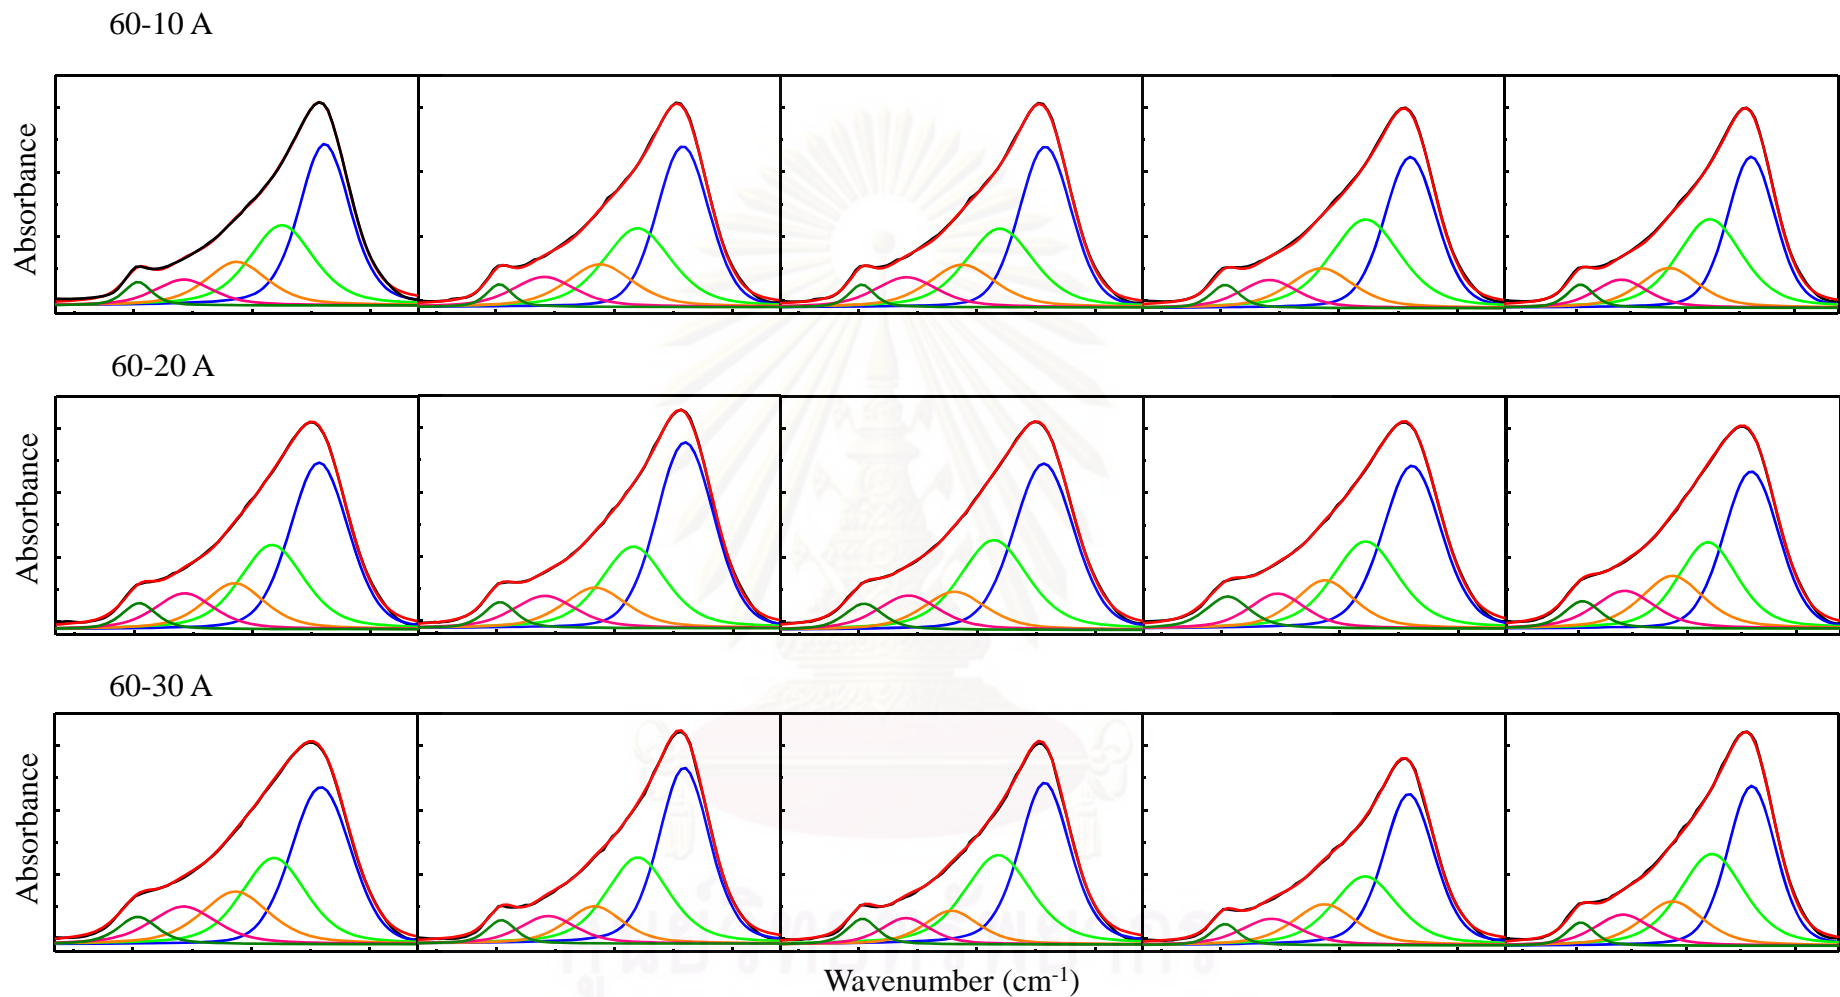 60-10 A
Absorbance
60-20 A
Absorbance
60-30 A
Absorbance
Wavenumber (cm⁻¹)